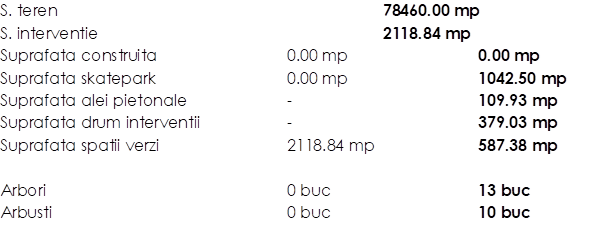 S. teren 78460.00 mp
S. interventie 2118.84 mp
Suprafata construita 0.00 mp 0.00 mp
Suprafata skatepark 0.00 mp 1042.50 mp
Suprafata alei pietonale - 109.93 mp
Suprafata drum interventii - 379.03 mp
Suprafata spatii verzi 2118.84 mp 587.38 mp
Arbori 0 buc 13 buc
Arbusti 0 buc 10 buc